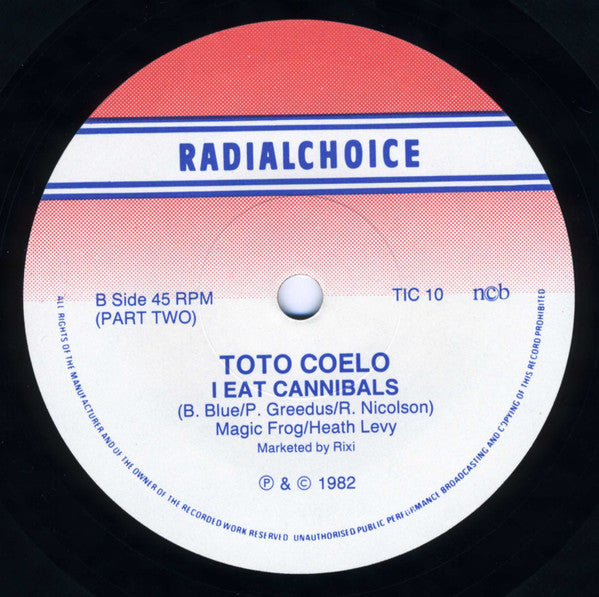 RADIALCHOICE
B Side 45 RPM
(PART TWO)
TIC 10
n©b
TOTO COELO
I EAT CANNIBALS
(B. Blue/P. Greedus/R. Nicolson)
Magic Frog/Heath Levy
Marketed by Rixi
℗ & © 1982
ALL RIGHTS OF THE MANUFACTURER AND OF THE OWNER OF THE RECORDED WORK RESERVED UNAUTHORISED PUBLIC PERFORMANCE BROADCASTING AND COPYING OF THIS RECORD PROHIBITED